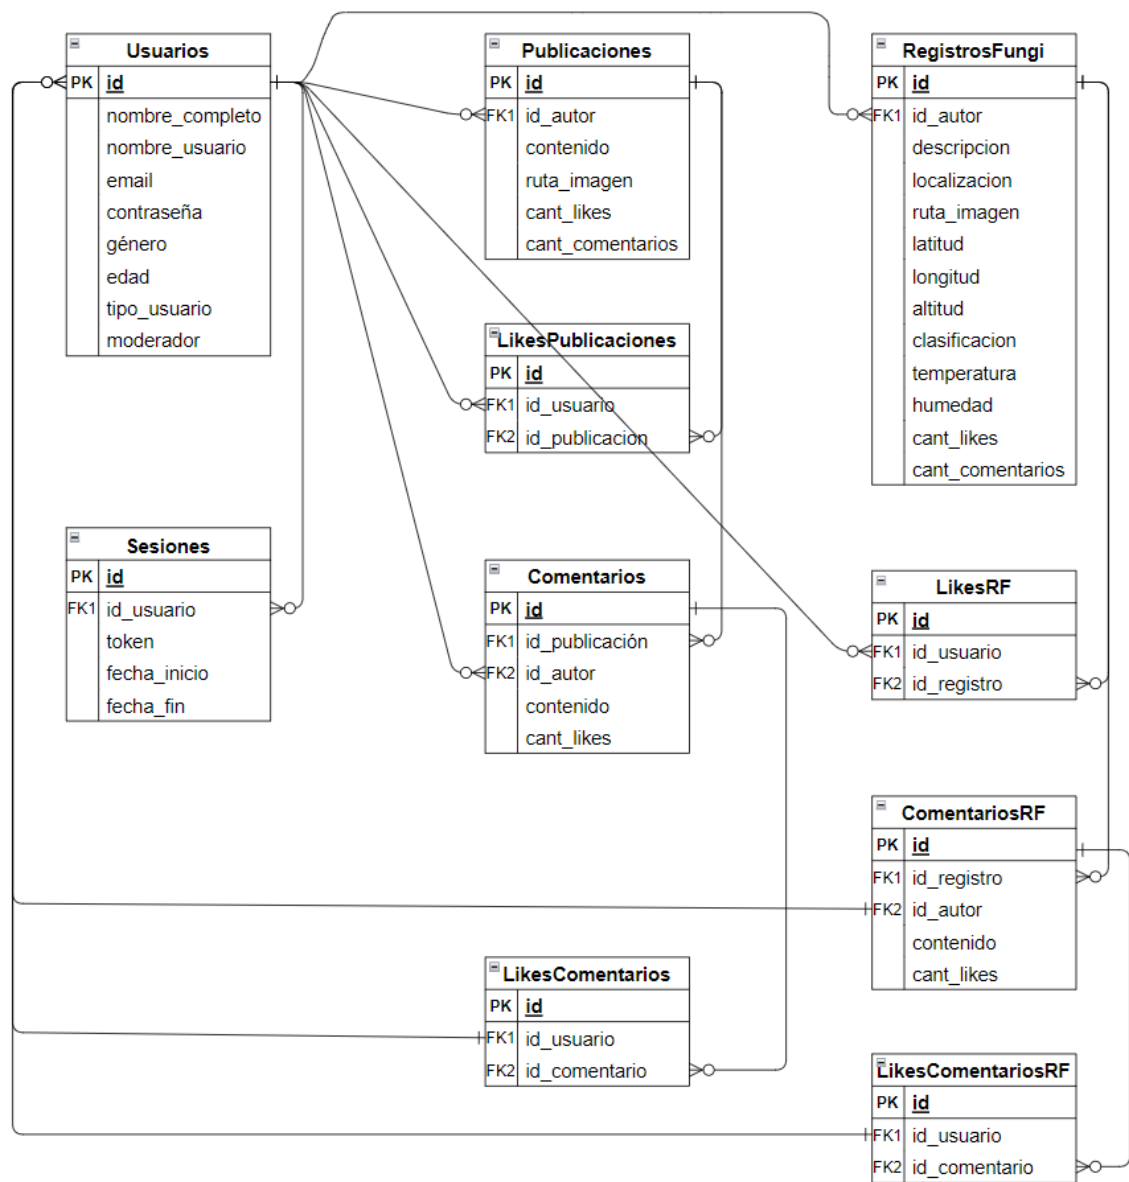 Usuarios
PK id
nombre_completo
nombre_usuario
email
contraseña
género
edad
tipo_usuario
moderador
Publicaciones
PK id
FK1 id_autor
contenido
ruta_imagen
cant_likes
cant_comentarios
RegistrosFungi
PK id
FK1 id_autor
descripcion
localizacion
ruta_imagen
latitud
longitud
altitud
clasificacion
temperatura
humedad
cant_likes
cant_comentarios
LikesPublicaciones
PK id
FK1 id_usuario
FK2 id_publicacion
Sesiones
PK id
FK1 id_usuario
token
fecha_inicio
fecha_fin
Comentarios
PK id
FK1 id_publicación
FK2 id_autor
contenido
cant_likes
LikesRF
PK id
FK1 id_usuario
FK2 id_registro
ComentariosRF
PK id
FK1 id_registro
FK2 id_autor
contenido
cant_likes
LikesComentarios
PK id
FK1 id_usuario
FK2 id_comentario
LikesComentariosRF
PK id
FK1 id_usuario
FK2 id_comentario